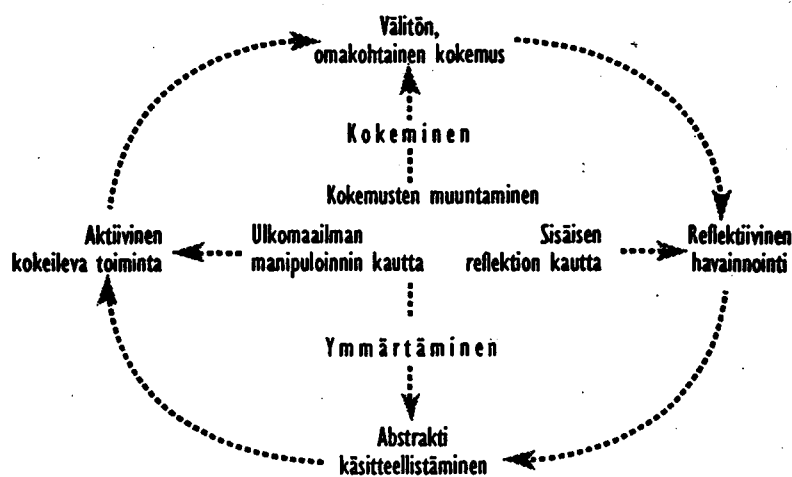 Välitön,
omakohtainen kokemus
Kokeminen
Kokemusten muuntaminen
Aktiivinen
kokeileva toiminta
Ulkomaailman
manipuloinnin kautta
Sisäisen
reflektion kautta
Reflektiivinen
havainnointi
Ymmärtäminen
Abstrakti
käsitteellistäminen